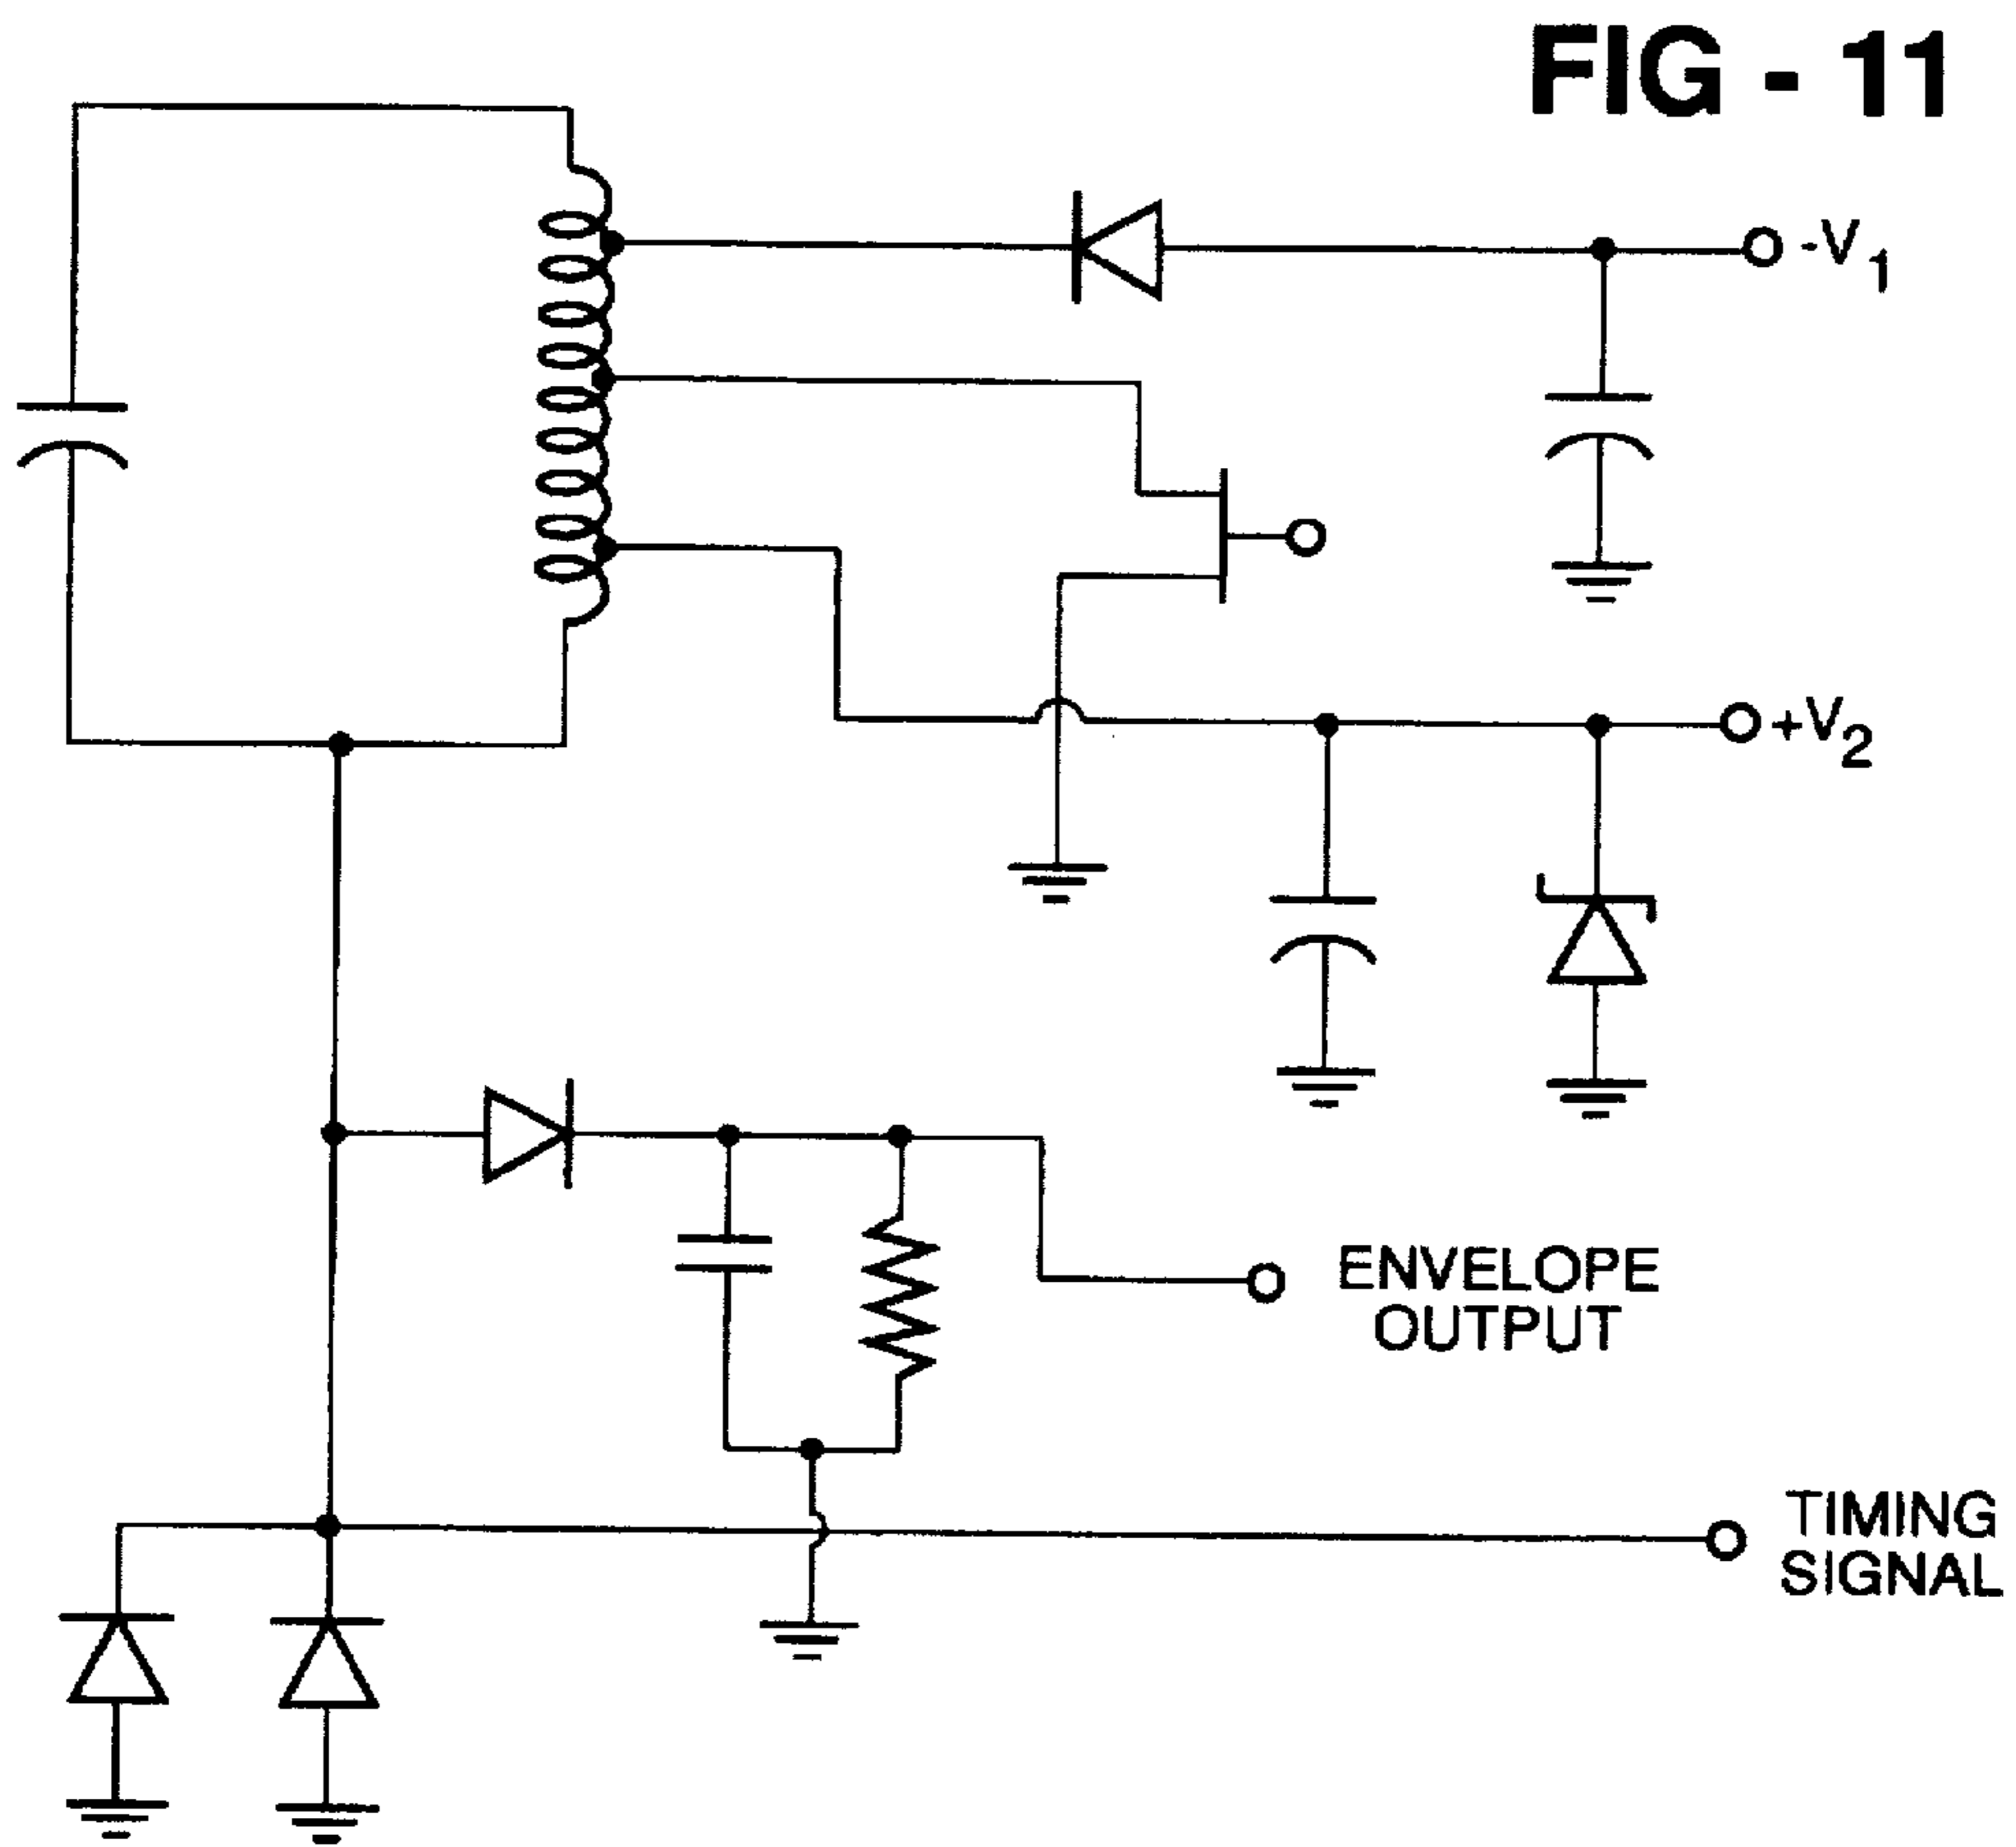 FIG - 11
-V1
+V2
ENVELOPE
OUTPUT
TIMING
SIGNAL